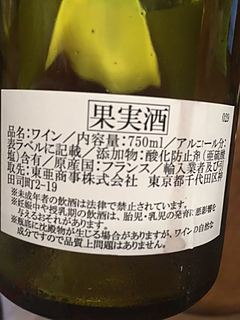 果実酒
029
品名:ワイン/内容量:750ml/アルコール分:
表ラベルに記載/添加物:酸化防止剤(亜硫酸
塩)含有/原産国:フランス/輸入業者及び引
取先:東亜商事株式会社 東京都千代田区神
田司町2-19
※未成年者の飲酒は法律で禁止されています。
※妊娠中や授乳期の飲酒は、胎児・乳児の発育に悪影響を
与えるおそれがあります。
※瓶底に沈殿物が生じる場合がありますが、ワインの自然な
成分ですので品質上問題はありません。